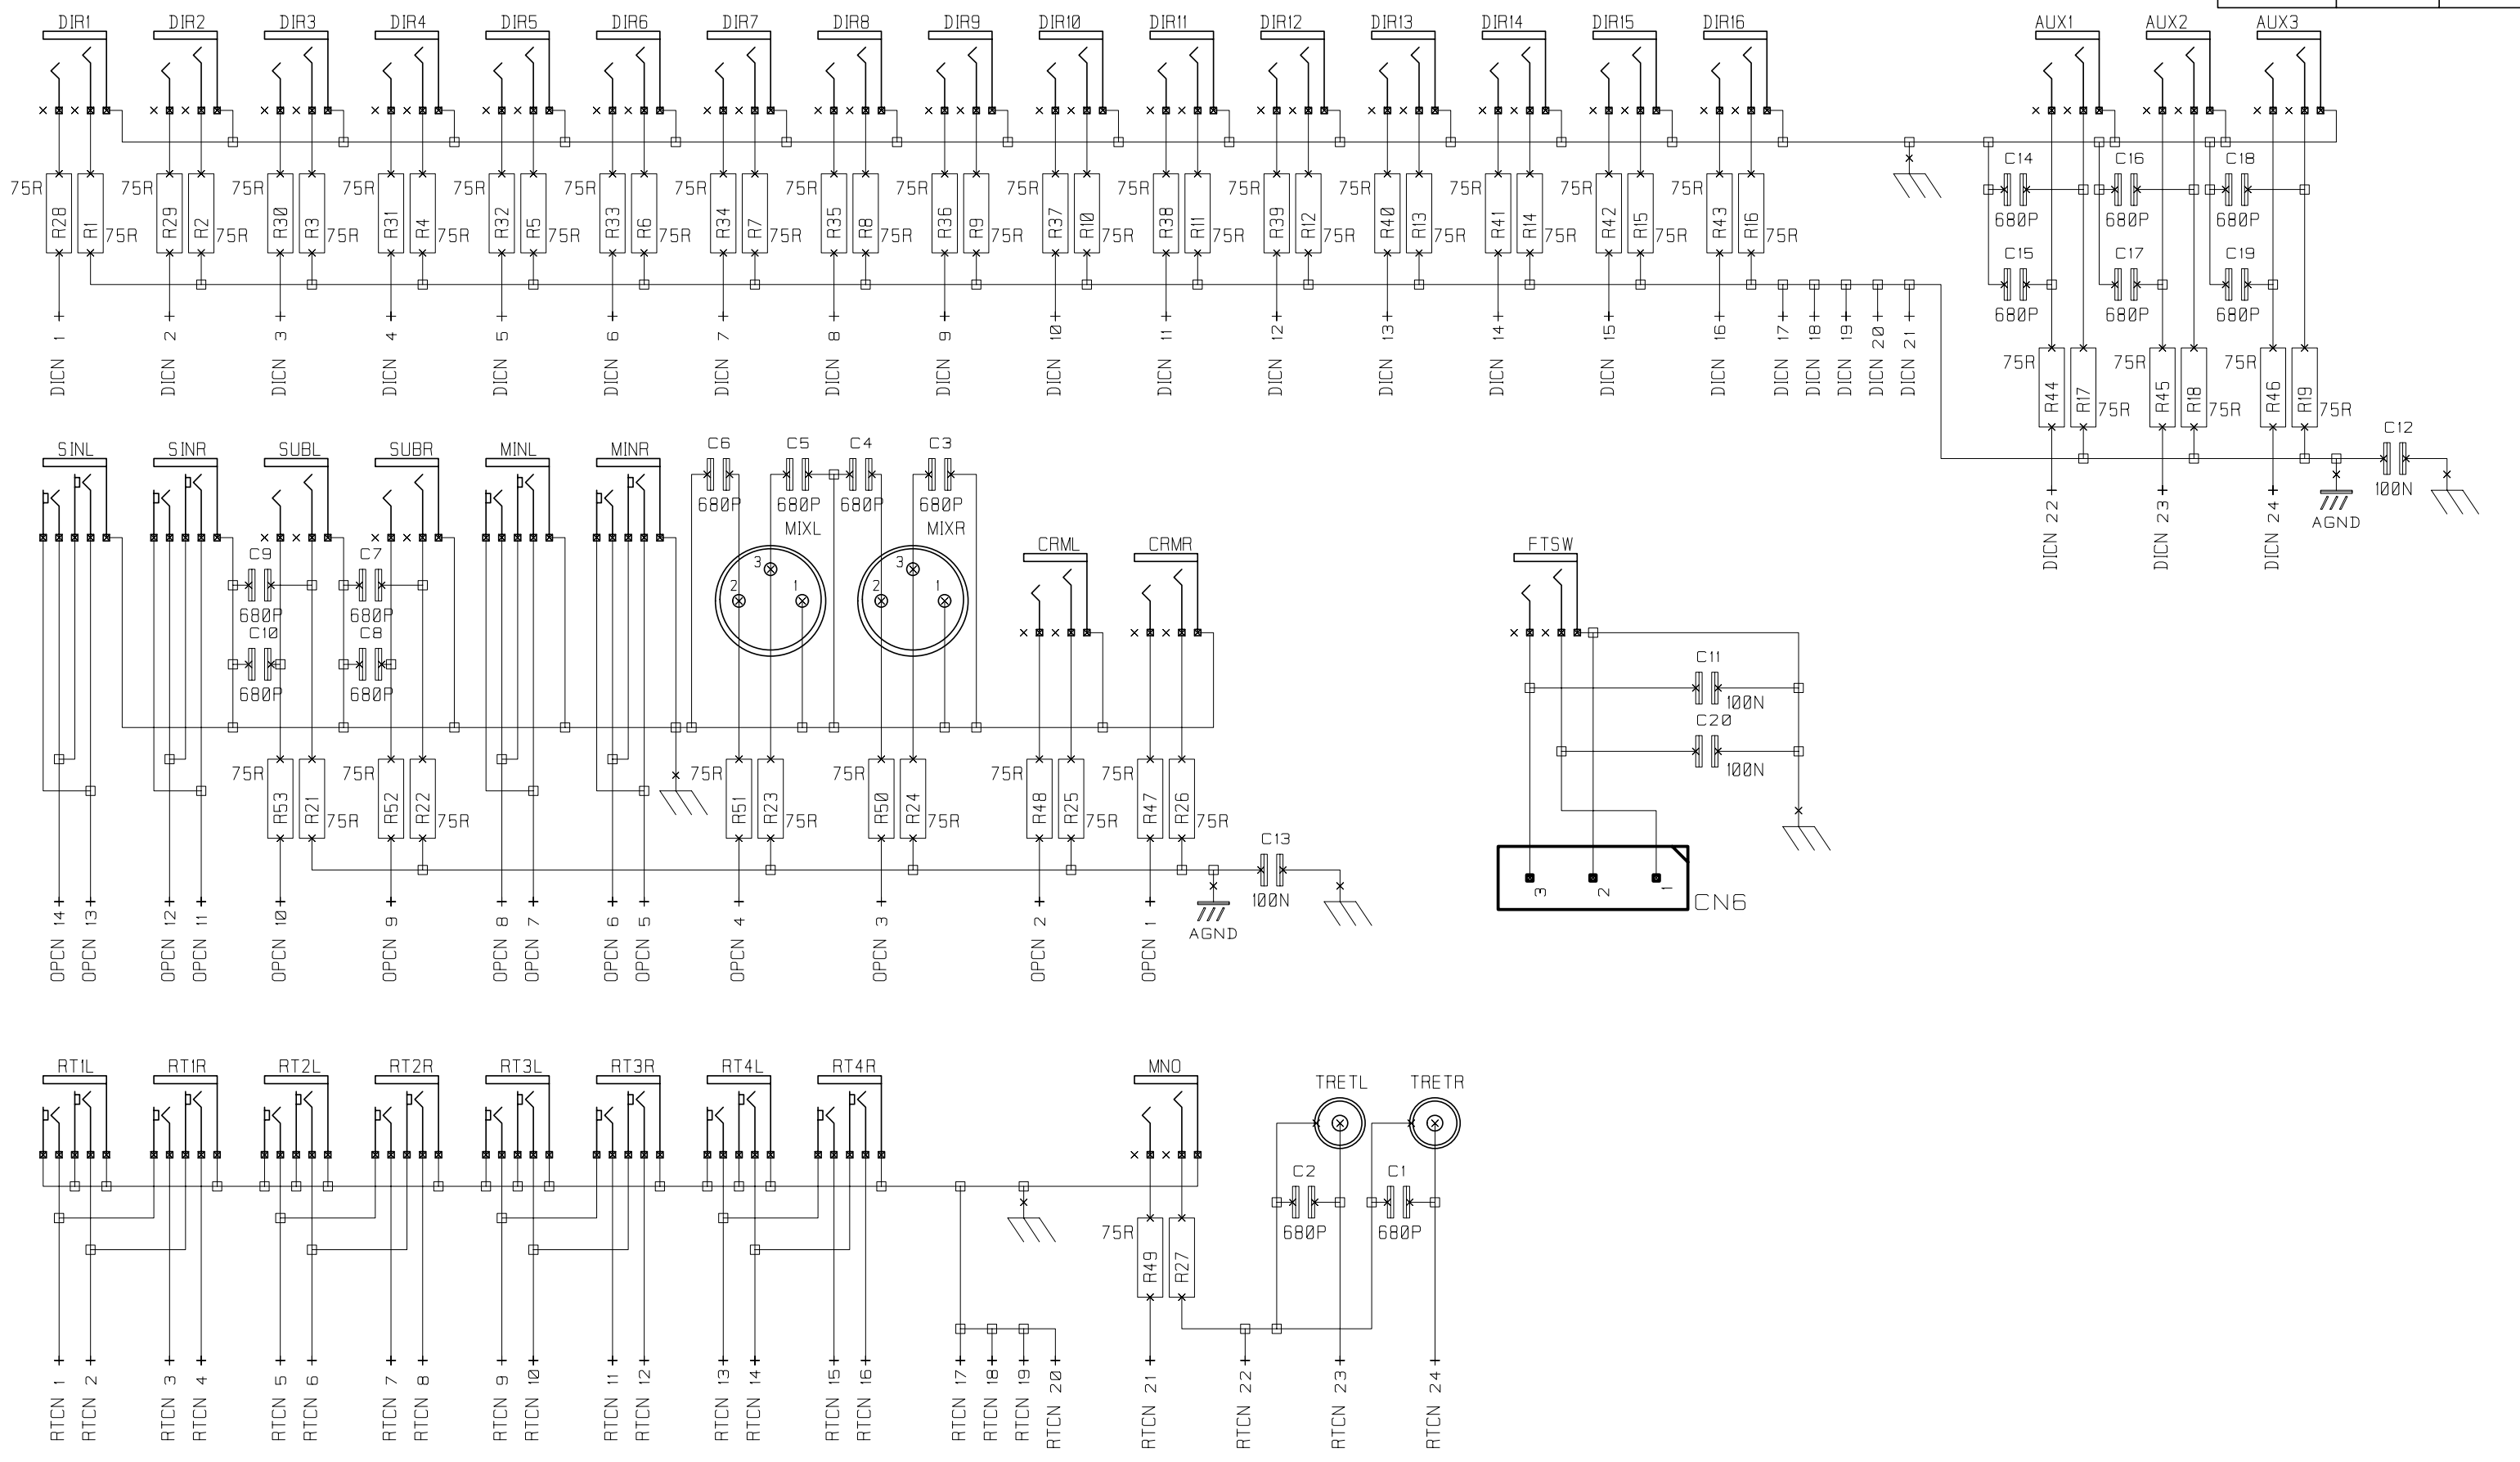 DIR1 DIR2 DIR3 DIR4 DIR5 DIR6 DIR7 DIR8 DIR9 DIR10 DIR11 DIR12 DIR13 DIR14 DIR15 DIR16 AUX1 AUX2 AUX3
C14 C16 C18
75R 75R 75R 75R 75R 75R 75R 75R 75R 75R 75R 75R 75R 75R 75R 75R
680P 680P 680P
R28 R1 R29 R2 R30 R3 R31 R4 R32 R5 R33 R6 R34 R7 R35 R8 R36 R9 R37 R10 R38 R11 R39 R12 R40 R13 R41 R14 R42 R15 R43 R16
75R 75R 75R 75R 75R 75R 75R 75R 75R 75R 75R 75R 75R 75R 75R 75R
C15 C17 C19
680P 680P 680P
DICN 1 DICN 2 DICN 3 DICN 4 DICN 5 DICN 6 DICN 7 DICN 8 DICN 9 DICN 10 DICN 11 DICN 12 DICN 13 DICN 14 DICN 15 DICN 16 DICN 17 DICN 18 DICN 19 DICN 20 DICN 21
75R 75R 75R
R44 R17 R45 R18 R46 R19
75R 75R 75R
C12
100N
AGND
DICN 22 DICN 23 DICN 24
SINL SINR SUBL SUBR MINL MINR C6 C5 C4 C3
680P 680P 680P 680P
MIXL MIXR
CRML CRMR FTSW
C9 C7
3 3
2 1 2 1
680P 680P
C10 C8
680P 680P
C11
100N
C20
100N
75R 75R 75R 75R 75R 75R
R53 R21 R52 R22 R51 R23 R50 R24 R48 R25 R47 R26
75R 75R 75R 75R 75R 75R
C13
100N
AGND
3 2 1
CN6
OPCN 14 OPCN 13 OPCN 12 OPCN 11 OPCN 10 OPCN 9 OPCN 8 OPCN 7 OPCN 6 OPCN 5 OPCN 4 OPCN 3 OPCN 2 OPCN 1
RT1L RT1R RT2L RT2R RT3L RT3R RT4L RT4R MNO
TRETL TRETR
C2 C1
680P 680P
75R
R49 R27
RTCN 1 RTCN 2 RTCN 3 RTCN 4 RTCN 5 RTCN 6 RTCN 7 RTCN 8 RTCN 9 RTCN 10 RTCN 11 RTCN 12 RTCN 13 RTCN 14 RTCN 15 RTCN 16 RTCN 17 RTCN 18 RTCN 19 RTCN 20 RTCN 21 RTCN 22 RTCN 23 RTCN 24